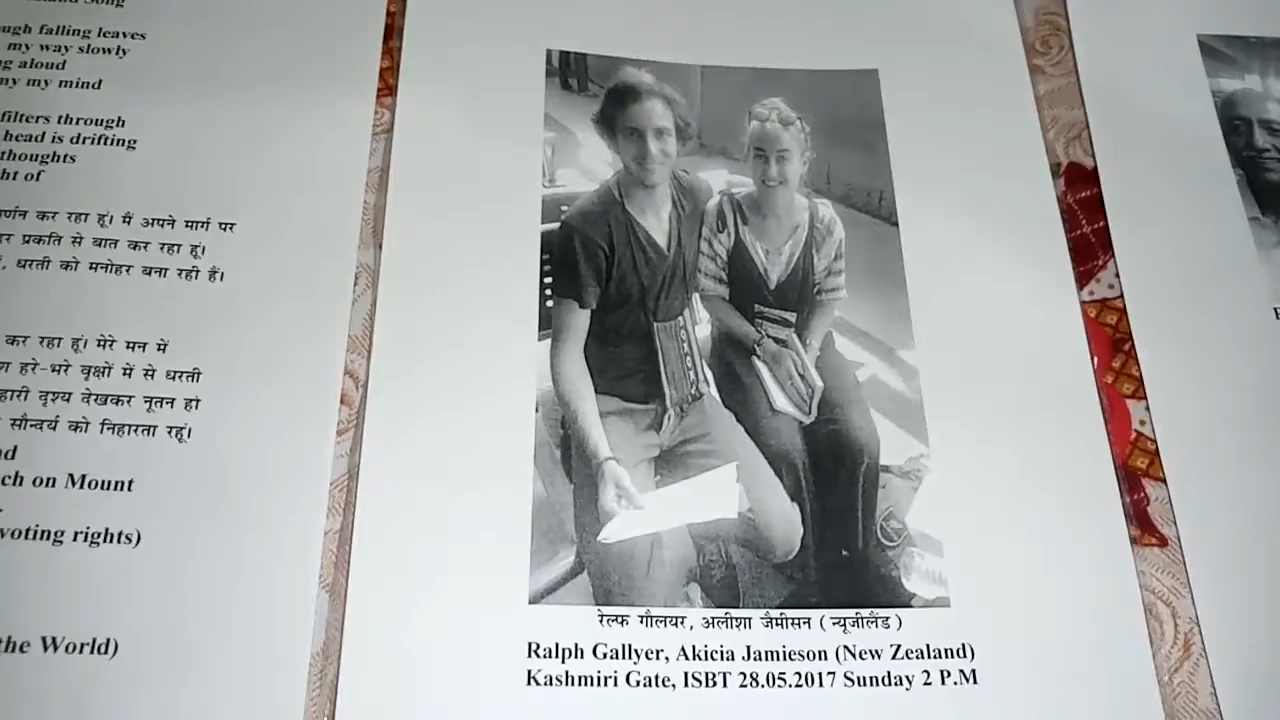 ugh falling leaves
my way slowly
g aloud
ny my mind
filters through
head is drifting
thoughts
ht of
र्णन कर रहा हूं। मैं अपने मार्ग पर
र प्रकति से बात कर रहा हूं।
, धरती को मनोहर बना रही हैं।
कर रहा हूं। मेरे मन में
ण हरे-भरे वृक्षों में से धरती
हारी दृश्य देखकर नूतन हो
सौन्दर्य को निहारता रहूं।
nd
ch on Mount
voting rights)
the World)
रेल्फ गौलयर, अलीशा जैमीसन (न्यूजीलैंड)
Ralph Gallyer, Akicia Jamieson (New Zealand)
Kashmiri Gate, ISBT 28.05.2017 Sunday 2 P.M